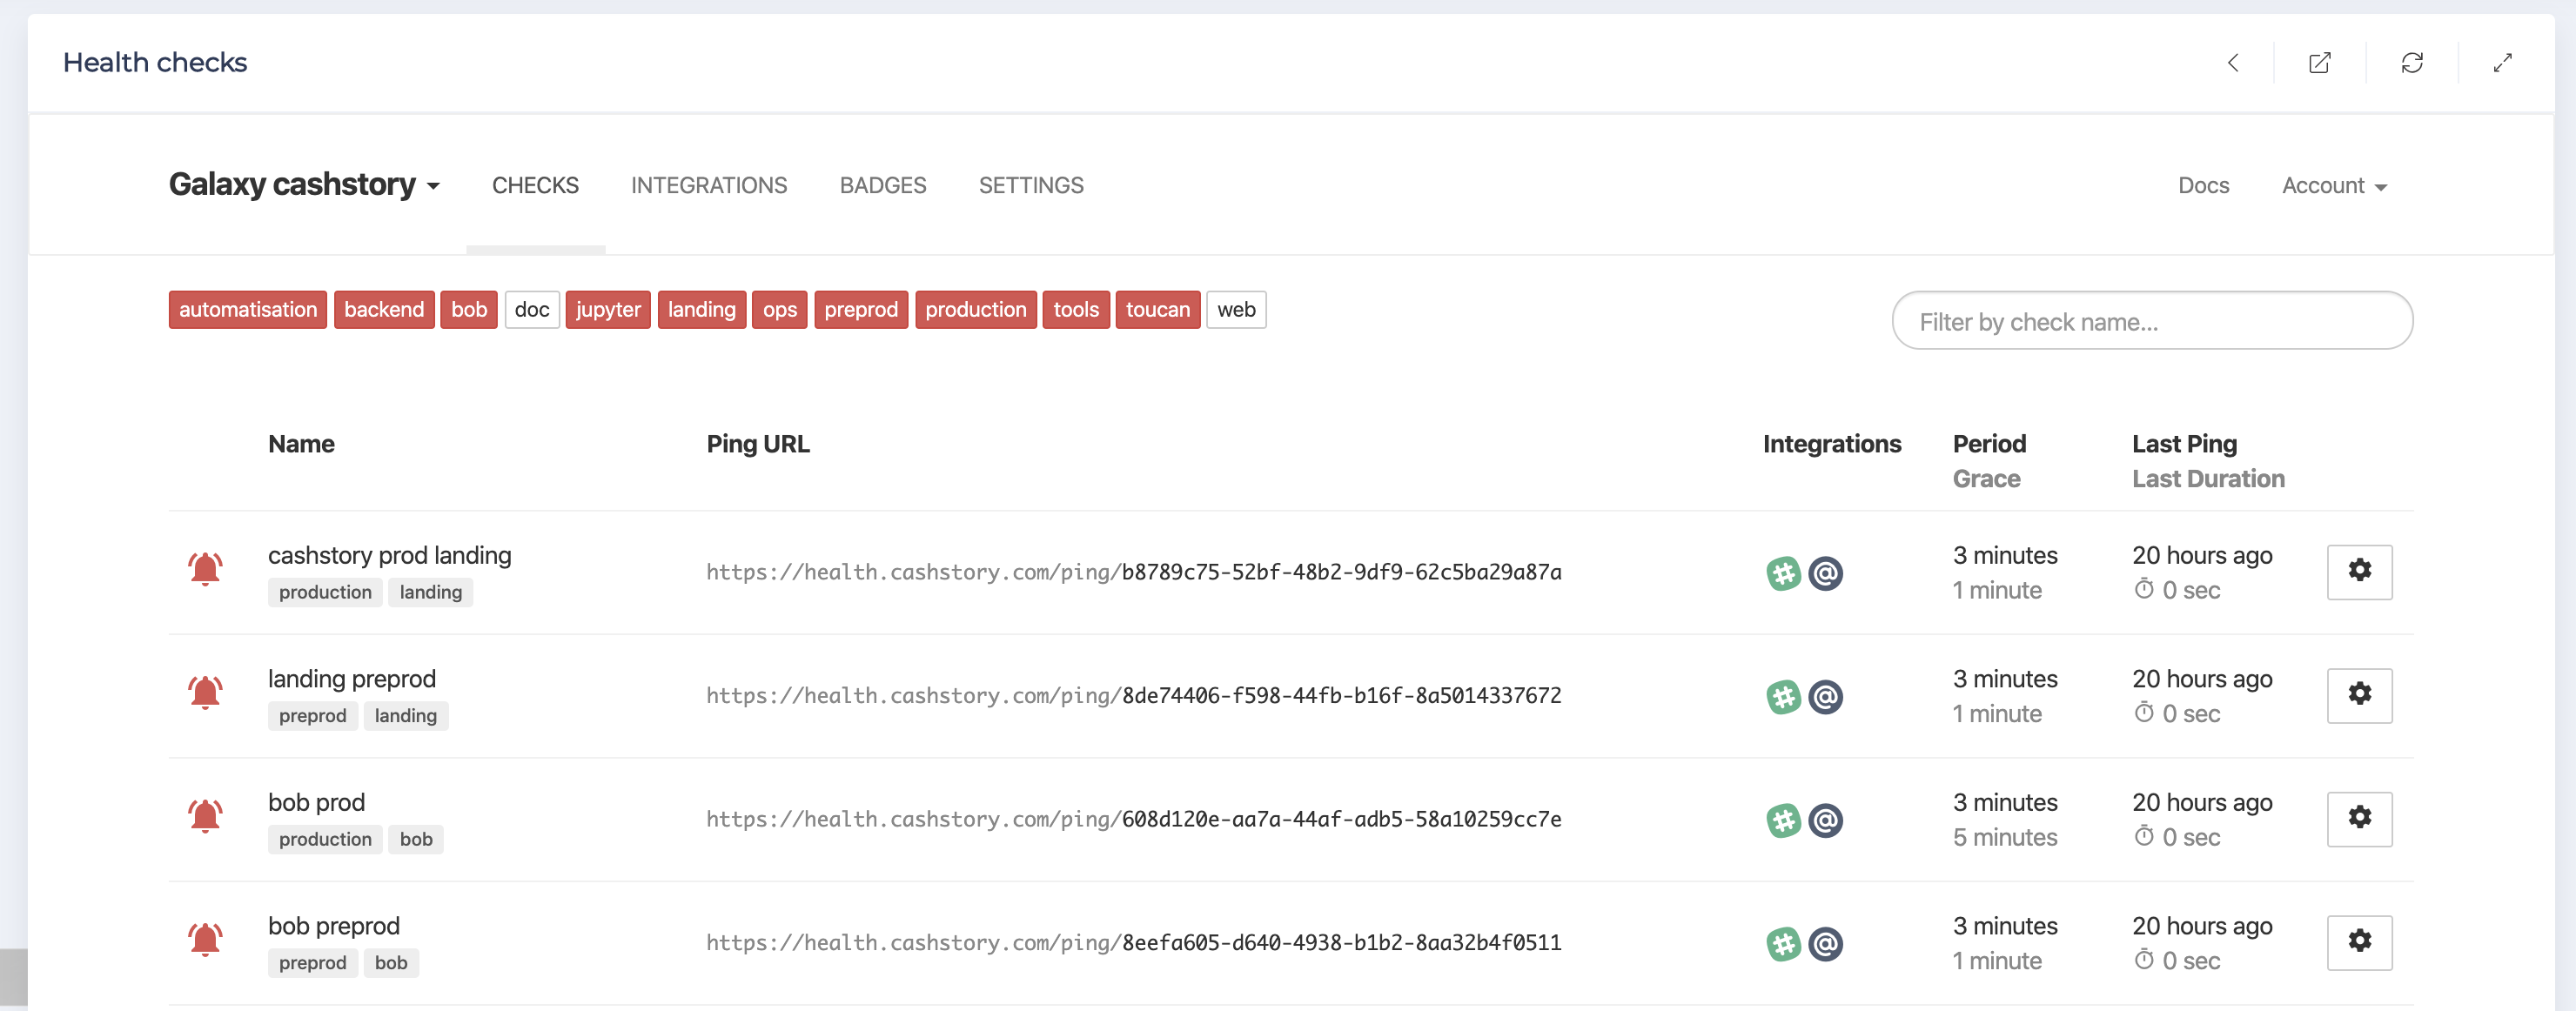 Health checks
Galaxy cashstory CHECKS INTEGRATIONS BADGES SETTINGS Docs Account
automatisation backend bob doc jupyter landing ops preprod production tools toucan web
Filter by check name...
Name Ping URL Integrations Period Last Ping
Grace Last Duration
cashstory prod landing https://health.cashstory.com/ping/b8789c75-52bf-48b2-9df9-62c5ba29a87a 3 minutes 20 hours ago
production landing 1 minute 0 sec
landing preprod https://health.cashstory.com/ping/8de74406-f598-44fb-b16f-8a5014337672 3 minutes 20 hours ago
preprod landing 1 minute 0 sec
bob prod https://health.cashstory.com/ping/608d120e-aa7a-44af-adb5-58a10259cc7e 3 minutes 20 hours ago
production bob 5 minutes 0 sec
bob preprod https://health.cashstory.com/ping/8eefa605-d640-4938-b1b2-8aa32b4f0511 3 minutes 20 hours ago
preprod bob 1 minute 0 sec